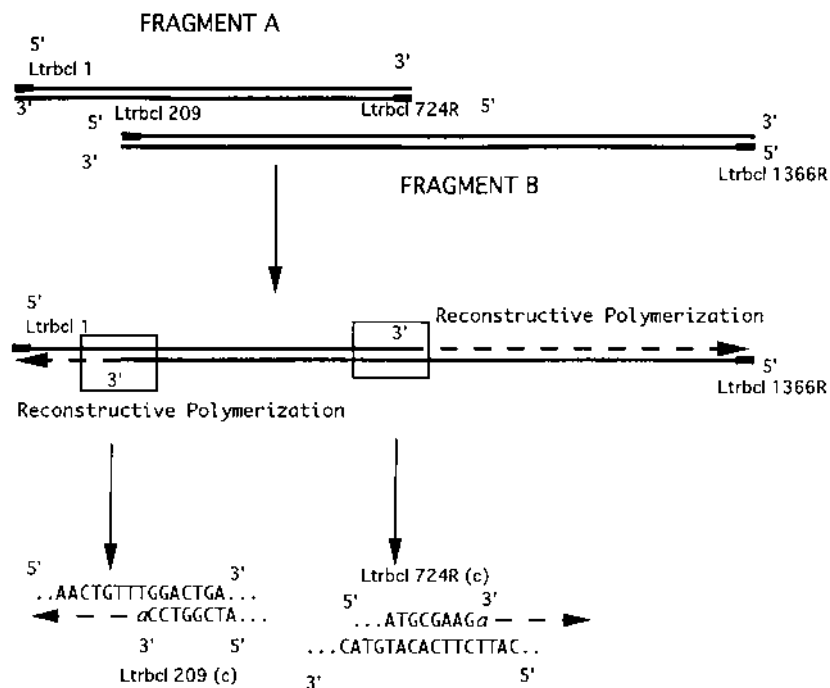 FRAGMENT A
5'
Ltrbcl 1
3'
3'
5'
Ltrbcl 209
Ltrbcl 724R
5'
3'
3'
5'
Ltrbcl 1366R
FRAGMENT B
5'
Ltrbcl 1
3'
Reconstructive Polymerization
3'
5'
Ltrbcl 1366R
Reconstructive Polymerization
5'
3'
..AACTGTTTGGACTGA...
aCCTGGCTA...
3'
5'
Ltrbcl 209 (c)
Ltrbcl 724R (c)
5'
3'
...ATGCGAAGa
...CATGTACACTTCTTAC..
3'
5'